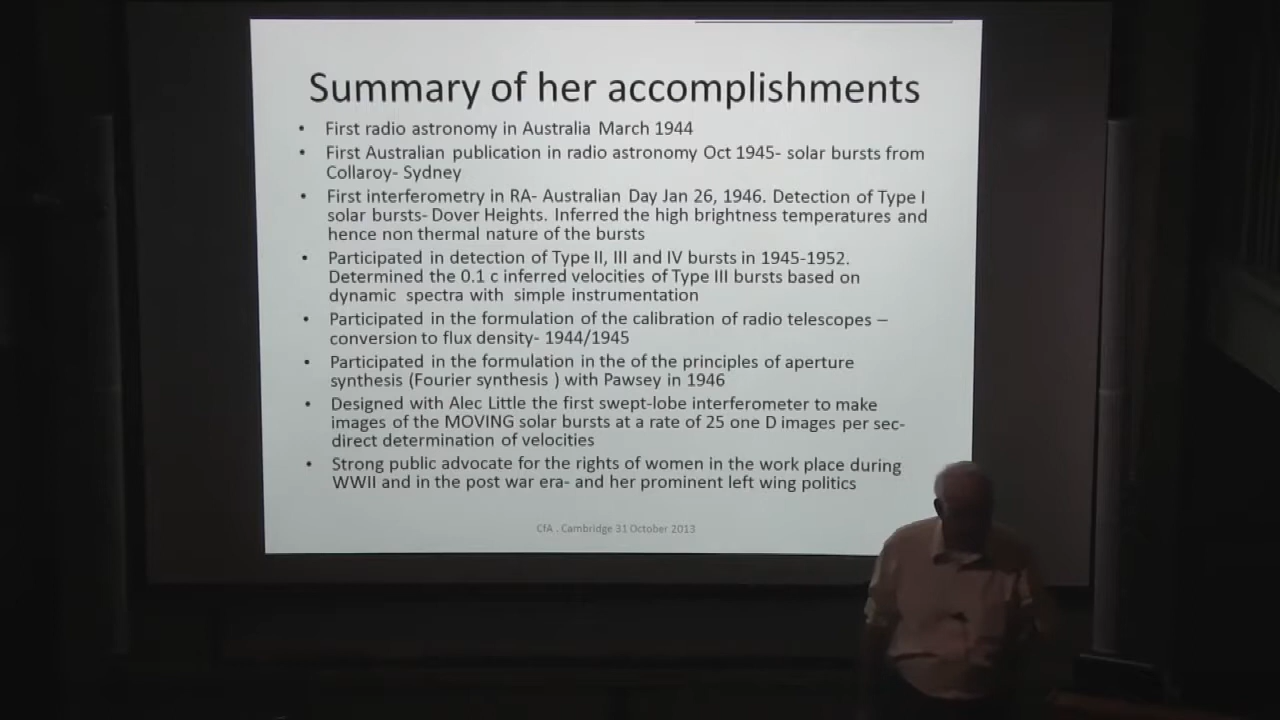 Summary of her accomplishments
• First radio astronomy in Australia March 1944
• First Australian publication in radio astronomy Oct 1945- solar bursts from
Collaroy- Sydney
• First interferometry in RA- Australian Day Jan 26, 1946. Detection of Type I
solar bursts- Dover Heights. Inferred the high brightness temperatures and
hence non thermal nature of the bursts
• Participated in detection of Type II, III and IV bursts in 1945-1952.
Determined the 0.1 c inferred velocities of Type III bursts based on
dynamic spectra with simple instrumentation
• Participated in the formulation of the calibration of radio telescopes –
conversion to flux density- 1944/1945
• Participated in the formulation in the of the principles of aperture
synthesis (Fourier synthesis ) with Pawsey in 1946
• Designed with Alec Little the first swept-lobe interferometer to make
images of the MOVING solar bursts at a rate of 25 one D images per sec-
direct determination of velocities
• Strong public advocate for the rights of women in the work place during
WWII and in the post war era- and her prominent left wing politics
CfA . Cambridge 31 October 2013